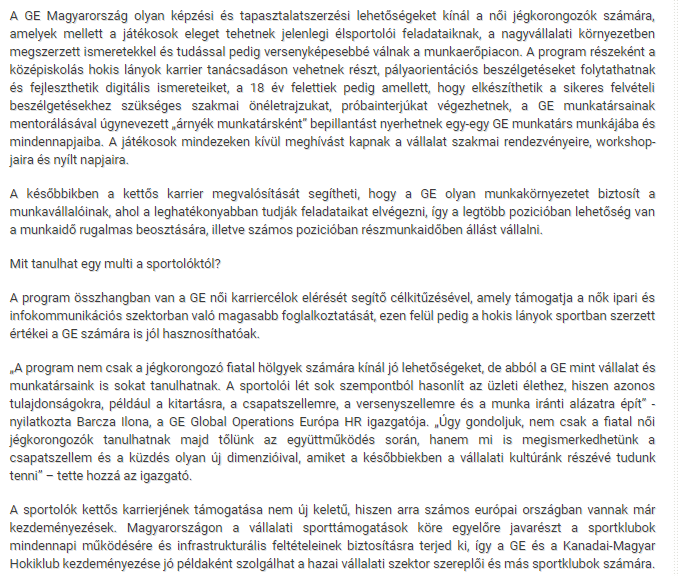 A GE Magyarország olyan képzési és tapasztalatszerzési lehetőségeket kínál a női jégkorongozók számára,
amelyek mellett a játékosok eleget tehetnek jelenlegi élsportolói feladataiknak, a nagyvállalati környezetben
megszerzett ismeretekkel és tudással pedig versenyképesebbé válnak a munkaerőpiacon. A program részeként a
középiskolás hokis lányok karrier tanácsadáson vehetnek részt, pályaorientációs beszélgetéseket folytathatnak
és fejleszthetik digitális ismereteiket, a 18 év felettiek pedig amellett, hogy elkészíthetik a sikeres felvételi
beszélgetésekhez szükséges szakmai önéletrajzukat, próbainterjúkat végezhetnek, a GE munkatársainak
mentorálásával úgynevezett „árnyék munkatársként” bepillantást nyerhetnek egy-egy GE munkatárs munkájába és
mindennapjaiba. A játékosok mindezeken kívül meghívást kapnak a vállalat szakmai rendezvényeire, workshop-
jaira és nyílt napjaira.
A későbbikben a kettős karrier megvalósítását segítheti, hogy a GE olyan munkakörnyezetet biztosít a
munkavállalóinak, ahol a leghatékonyabban tudják feladataikat elvégezni, így a legtöbb pozicióban lehetőség van
a munkaidő rugalmas beosztására, illetve számos pozicióban részmunkaidőben állást vállalni.
Mit tanulhat egy multi a sportolóktól?
A program összhangban van a GE női karriercélok elérését segítő célkitűzésével, amely támogatja a nők ipari és
infokommunikációs szektorban való magasabb foglalkoztatását, ezen felül pedig a hokis lányok sportban szerzett
értékei a GE számára is jól hasznosíthatóak.
„A program nem csak a jégkorongozó fiatal hölgyek számára kínál jó lehetőségeket, de abból a GE mint vállalat és
munkatársaink is sokat tanulhatnak. A sportolói lét sok szempontból hasonlít az üzleti élethez, hiszen azonos
tulajdonságokra, például a kitartásra, a csapatszellemre, a versenyszellemre és a munka iránti alázatra épít” -
nyilatkozta Barcza Ilona, a GE Global Operations Európa HR igazgatója. „Úgy gondoljuk, nem csak a fiatal női
jégkorongozók tanulhatnak majd tőlünk az együttműködés során, hanem mi is megismerkedhetünk a
csapatszellem és a küzdés olyan új dimenzióival, amiket a későbbiekben a vállalati kultúránk részévé tudunk
tenni” – tette hozzá az igazgató.
A sportolók kettős karrierjének támogatása nem új keletű, hiszen arra számos európai országban vannak már
kezdeményezések. Magyarországon a vállalati sporttámogatások köre egyelőre javarészt a sportklubok
mindennapi működésére és infrastrukturális feltételeinek biztosításra terjed ki, így a GE és a Kanadai-Magyar
Hokiklub kezdeményezése jó példaként szolgálhat a hazai vállalati szektor szereplői és más sportklubok számára.